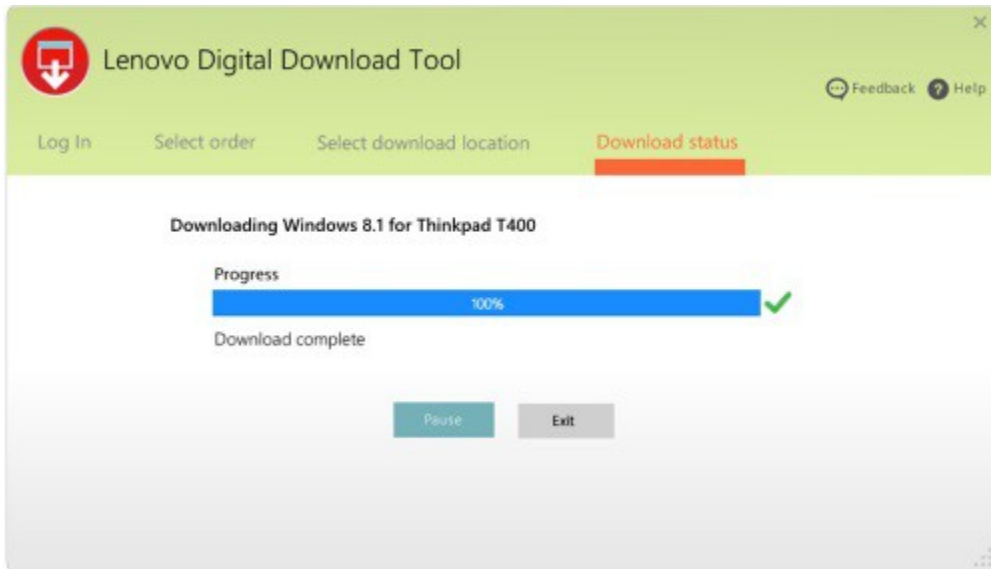 Lenovo Digital Download Tool
Feedback Help
Log In Select order Select download location Download status
Downloading Windows 8.1 for Thinkpad T400
Progress
100%
Download complete
Pause Exit